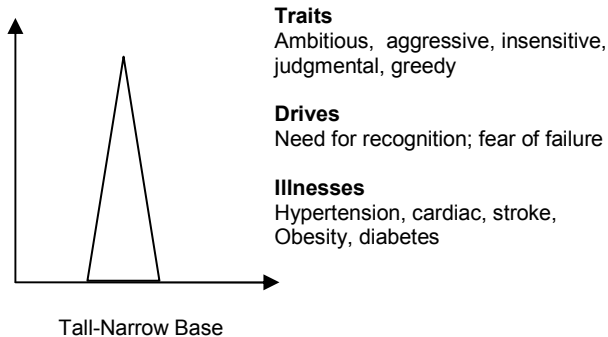 Traits
Ambitious, aggressive, insensitive,
judgmental, greedy
Drives
Need for recognition; fear of failure
Illnesses
Hypertension, cardiac, stroke,
Obesity, diabetes
Tall-Narrow Base